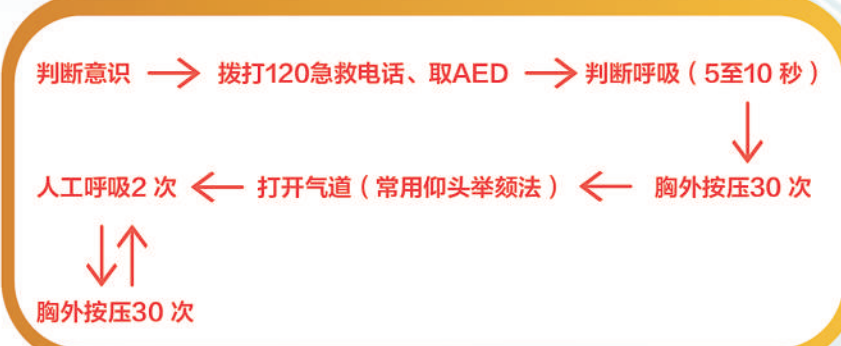 判断意识 → 拨打120急救电话、取AED → 判断呼吸（5至10 秒）
人工呼吸2 次 ← 打开气道（常用仰头举颏法） ← 胸外按压30 次
胸外按压30 次